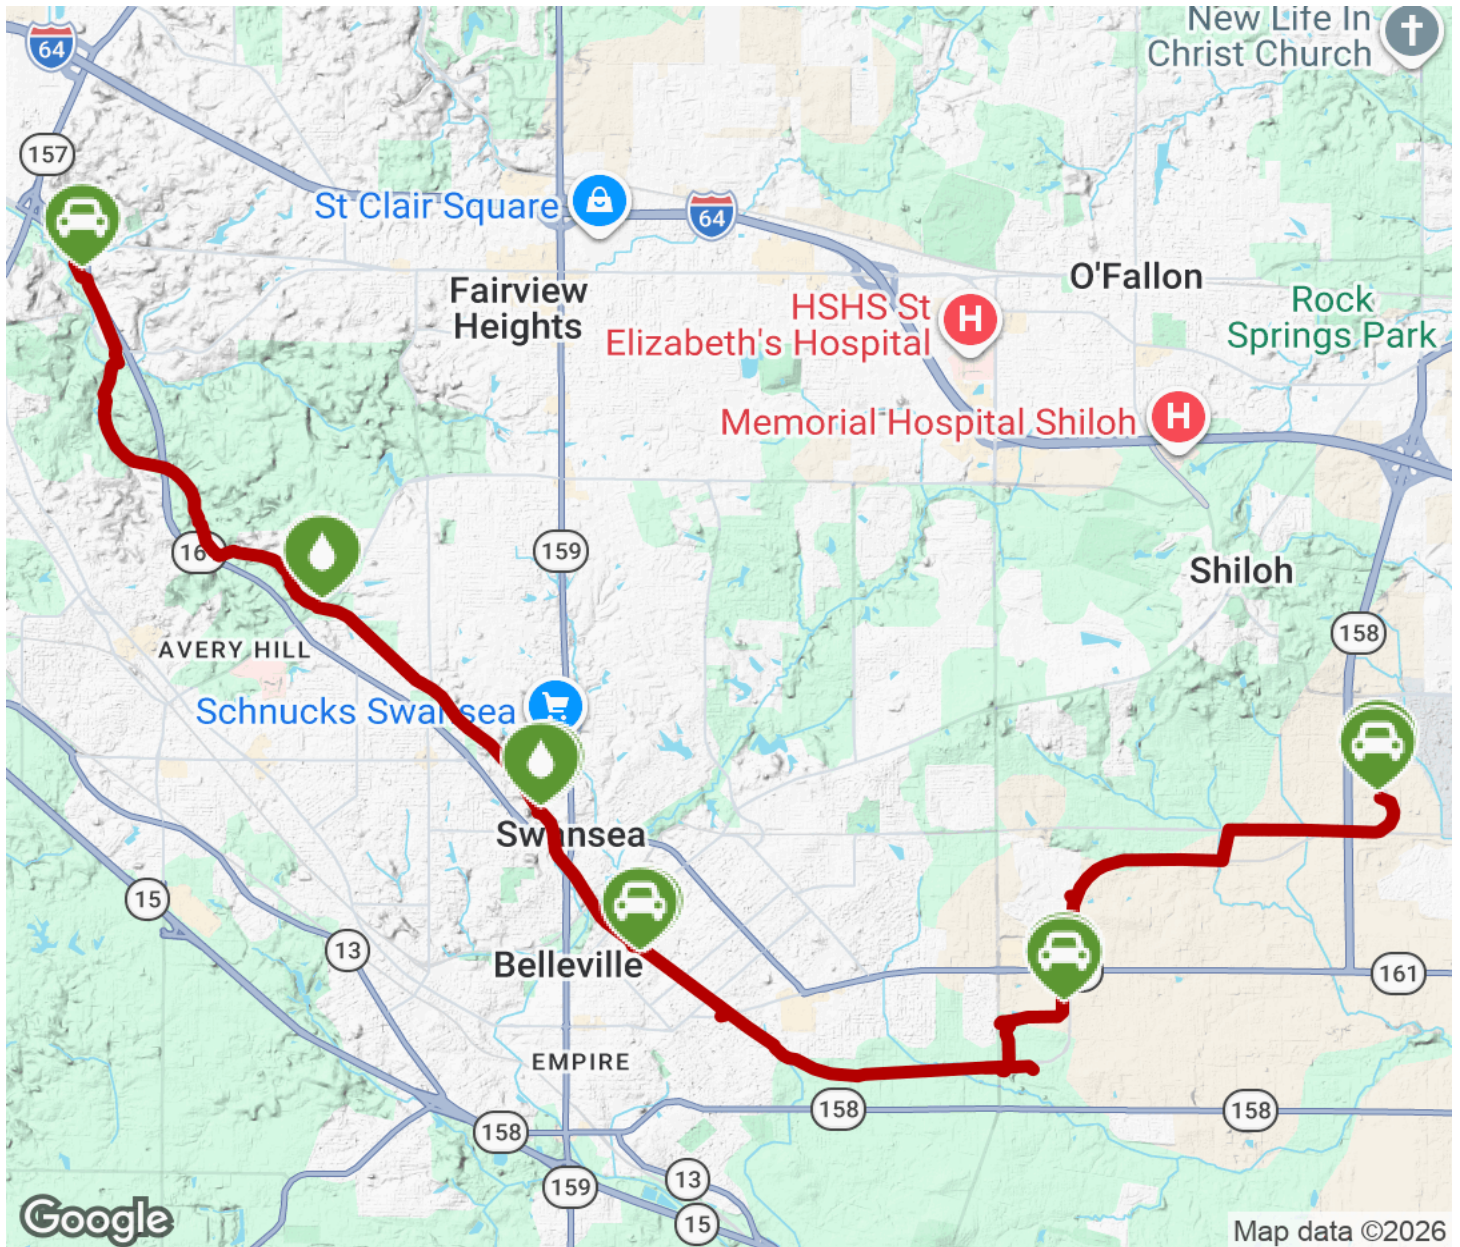 New Life In
Christ Church
64
157
St Clair Square
64
Fairview
Heights
O'Fallon
HSHS St
Elizabeth's Hospital
H
Rock
Springs Park
Memorial Hospital Shiloh
H
159
16
Shiloh
158
AVERY HILL
Schnucks Swansea
Swansea
15
13
Belleville
161
EMPIRE
158
158
158
159
13
15
Google
Map data ©2026